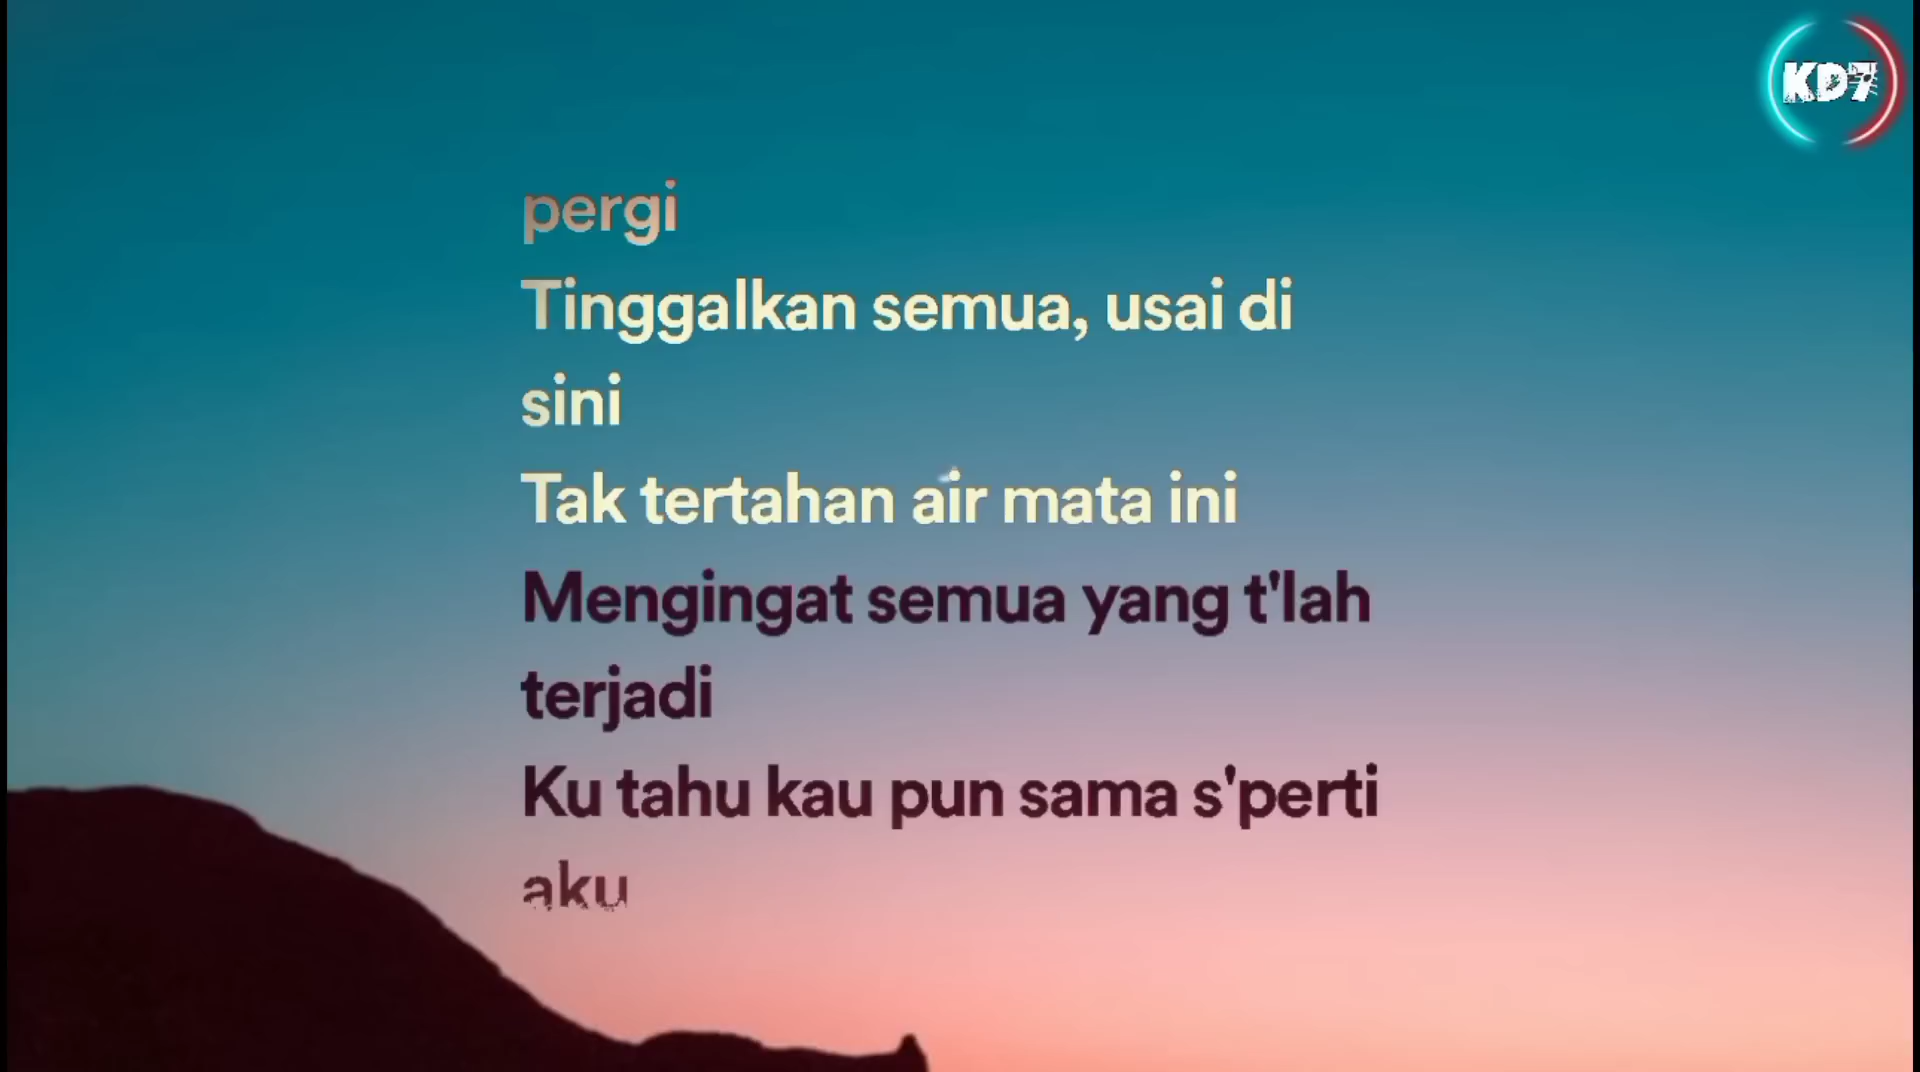 KD7
pergi
Tinggalkan semua, usai di
sini
Tak tertahan air mata ini
Mengingat semua yang t'lah
terjadi
Ku tahu kau pun sama s'perti
aku